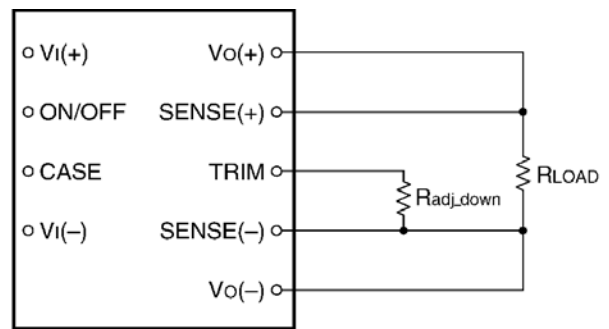 VI(+) VO(+)
ON/OFF SENSE(+)
CASE TRIM RLOAD
Radj_down
VI(–) SENSE(–)
VO(–)